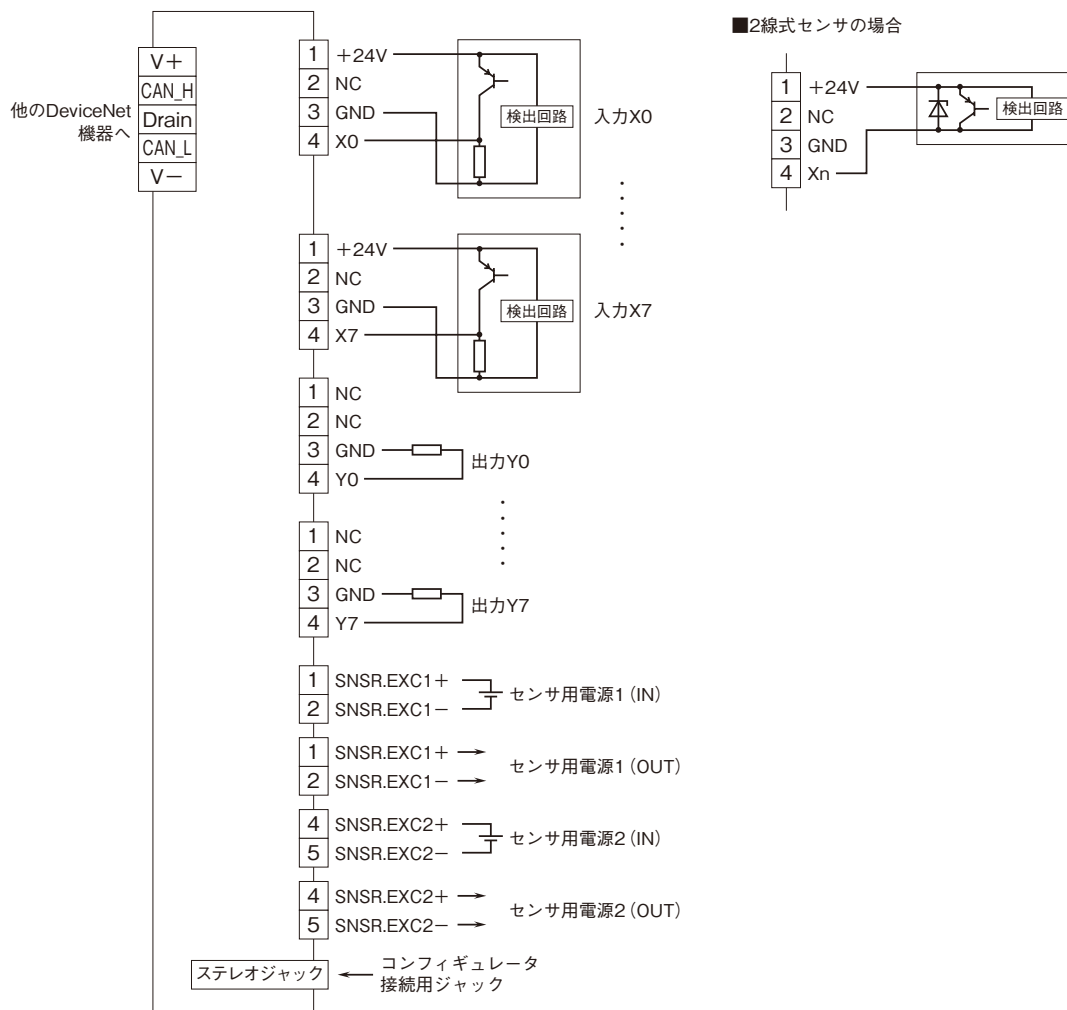 V+
CAN_H
Drain
CAN_L
V−
他のDeviceNet
機器へ
1 +24V
2 NC
3 GND
4 X0
検出回路
入力X0
1 +24V
2 NC
3 GND
4 X7
検出回路
入力X7
1 NC
2 NC
3 GND
4 Y0
出力Y0
1 NC
2 NC
3 GND
4 Y7
出力Y7
1 SNSR.EXC1+
2 SNSR.EXC1−
センサ用電源1 (IN)
1 SNSR.EXC1+
2 SNSR.EXC1−
センサ用電源1 (OUT)
4 SNSR.EXC2+
5 SNSR.EXC2−
センサ用電源2 (IN)
4 SNSR.EXC2+
5 SNSR.EXC2−
センサ用電源2 (OUT)
ステレオジャック
コンフィギュレータ
接続用ジャック
■2線式センサの場合
1 +24V
2 NC
3 GND
4 Xn
検出回路